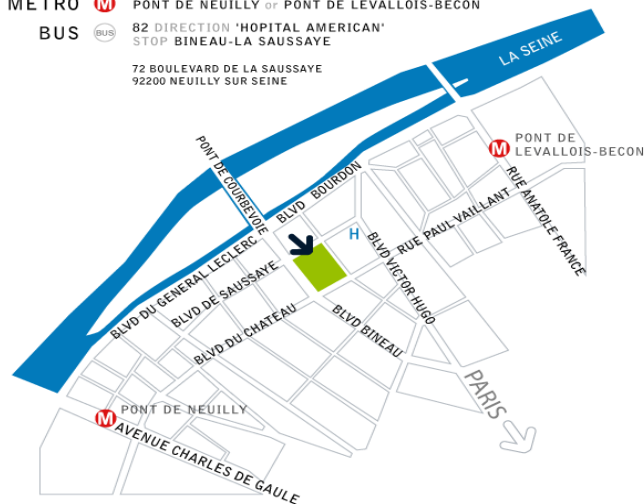 METRO M PONT DE NEUILLY or PONT DE LEVALLOIS-BECON
BUS BUS 82 DIRECTION 'HOPITAL AMERICAN'
STOP BINEAU-LA SAUSSAYE
72 BOULEVARD DE LA SAUSSAYE
92200 NEUILLY SUR SEINE
LA SEINE
PONT DE COURBEVOIE
M PONT DE
LEVALLOIS-BECON
BLVD BOURDON
RUE ANATOLE FRANCE
H
RUE PAUL VAILLANT
BLVD DU GENERAL LECLERC
BLVD VICTOR HUGO
BLVD DE SAUSSAYE
BLVD DU CHATEAU
BLVD BINEAU
PARIS
M PONT DE NEUILLY
AVENUE CHARLES DE GAULE